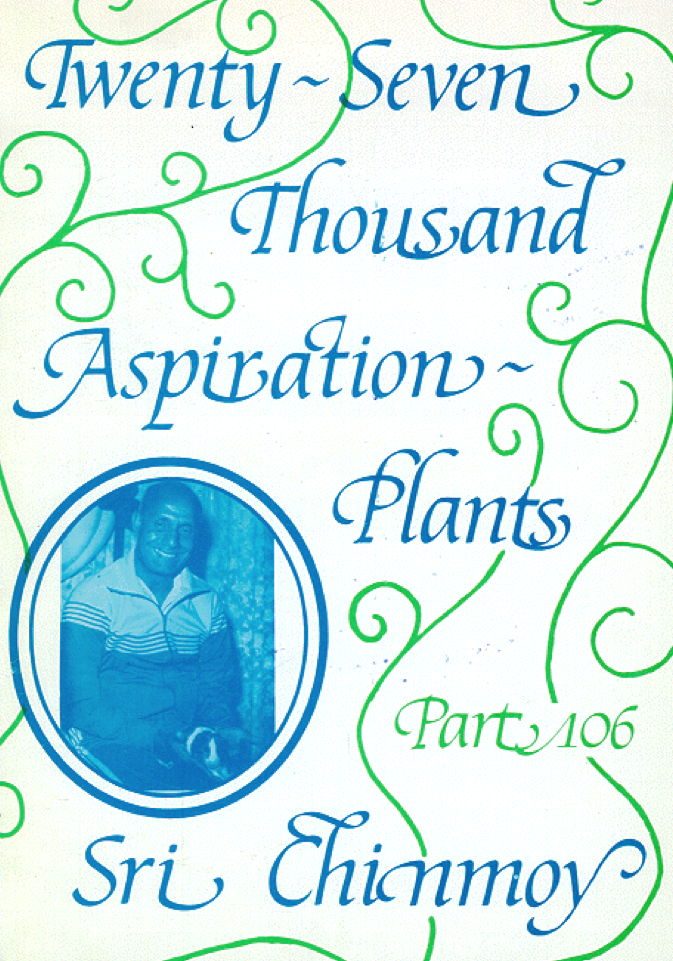 Twenty~Seven
Thousand
Aspiration~
Plants
Part 106
Sri Chinmoy